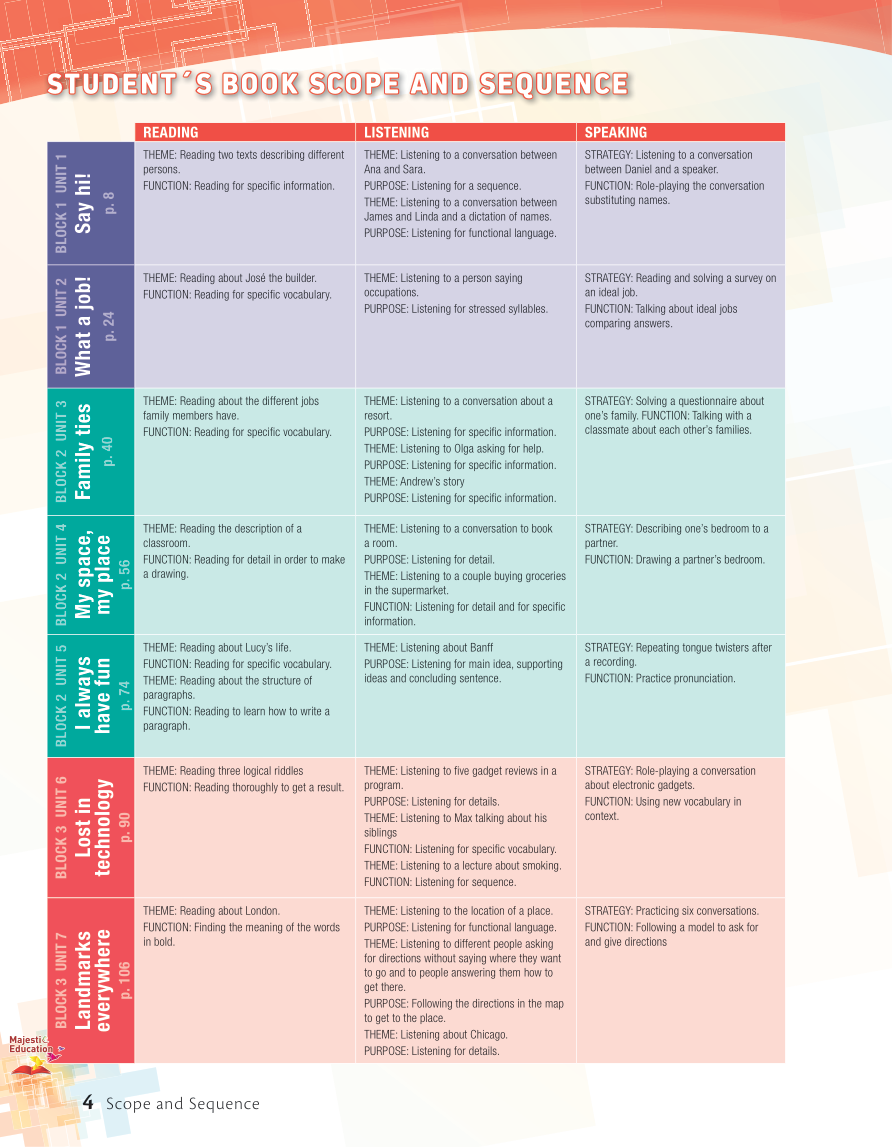 STUDENT´S BOOK SCOPE AND SEQUENCE
READING
LISTENING
SPEAKING
BLOCK 1 UNIT 1
Say hi!
p. 8
THEME: Reading two texts describing different
persons.
FUNCTION: Reading for specific information.
THEME: Listening to a conversation between
Ana and Sara.
PURPOSE: Listening for a sequence.
THEME: Listening to a conversation between
James and Linda and a dictation of names.
PURPOSE: Listening for functional language.
STRATEGY: Listening to a conversation
between Daniel and a speaker.
FUNCTION: Role-playing the conversation
substituting names.
BLOCK 1 UNIT 2
What a job!
p. 24
THEME: Reading about José the builder.
FUNCTION: Reading for specific vocabulary.
THEME: Listening to a person saying
occupations.
PURPOSE: Listening for stressed syllables.
STRATEGY: Reading and solving a survey on
an ideal job.
FUNCTION: Talking about ideal jobs
comparing answers.
BLOCK 2 UNIT 3
Family ties
p. 40
THEME: Reading about the different jobs
family members have.
FUNCTION: Reading for specific vocabulary.
THEME: Listening to a conversation about a
resort.
PURPOSE: Listening for specific information.
THEME: Listening to Olga asking for help.
PURPOSE: Listening for specific information.
THEME: Andrew's story
PURPOSE: Listening for specific information.
STRATEGY: Solving a questionnaire about
one's family. FUNCTION: Talking with a
classmate about each other's families.
BLOCK 2 UNIT 4
My space,
my place
p. 56
THEME: Reading the description of a
classroom.
FUNCTION: Reading for detail in order to make
a drawing.
THEME: Listening to a conversation to book
a room.
PURPOSE: Listening for detail.
THEME: Listening to a couple buying groceries
in the supermarket.
FUNCTION: Listening for detail and for specific
information.
STRATEGY: Describing one's bedroom to a
partner.
FUNCTION: Drawing a partner's bedroom.
BLOCK 2 UNIT 5
I always
have fun
p. 74
THEME: Reading about Lucy's life.
FUNCTION: Reading for specific vocabulary.
THEME: Reading about the structure of
paragraphs.
FUNCTION: Reading to learn how to write a
paragraph.
THEME: Listening about Banff
PURPOSE: Listening for main idea, supporting
ideas and concluding sentence.
STRATEGY: Repeating tongue twisters after
a recording.
FUNCTION: Practice pronunciation.
BLOCK 3 UNIT 6
Lost in
technology
p. 90
THEME: Reading three logical riddles
FUNCTION: Reading thoroughly to get a result.
THEME: Listening to five gadget reviews in a
program.
PURPOSE: Listening for details.
THEME: Listening to Max talking about his
siblings
FUNCTION: Listening for specific vocabulary.
THEME: Listening to a lecture about smoking.
FUNCTION: Listening for sequence.
STRATEGY: Role-playing a conversation
about electronic gadgets.
FUNCTION: Using new vocabulary in
context.
BLOCK 3 UNIT 7
Landmarks
everywhere
p. 106
THEME: Reading about London.
FUNCTION: Finding the meaning of the words
in bold.
THEME: Listening to the location of a place.
PURPOSE: Listening for functional language.
THEME: Listening to different people asking
for directions without saying where they want
to go and to people answering them how to
get there.
PURPOSE: Following the directions in the map
to get to the place.
THEME: Listening about Chicago.
PURPOSE: Listening for details.
STRATEGY: Practicing six conversations.
FUNCTION: Following a model to ask for
and give directions
Majestic
Education
4 Scope and Sequence